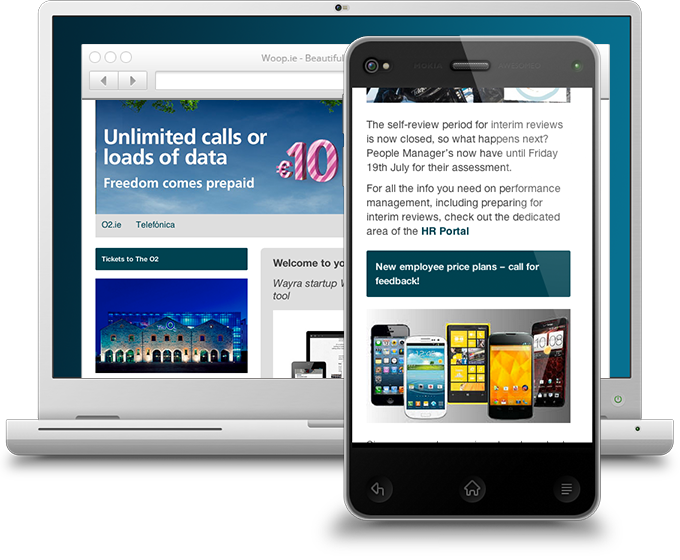 Woop.ie - Beautiful
Unlimited calls or
loads of data
Freedom comes prepaid
€10
O2.ie Telefónica
Tickets to The O2
Welcome to yo
Wayra startup W
tool
The self-review period for interim reviews
is now closed, so what happens next?
People Manager's now have until Friday
19th July for their assessment.
For all the info you need on performance
management, including preparing for
interim reviews, check out the dedicated
area of the HR Portal
New employee price plans – call for
feedback!